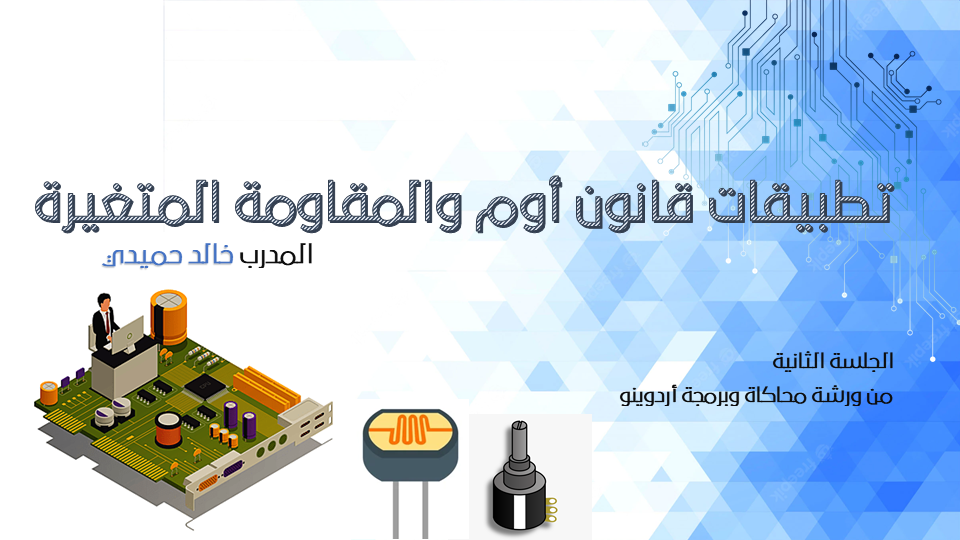 تطبيقات قانون أوم والمقاومة المتغيرة
المدرب خالد حميدي
الجلسة الثانية
من ورشة محاكاة وبرمجة أردوينو